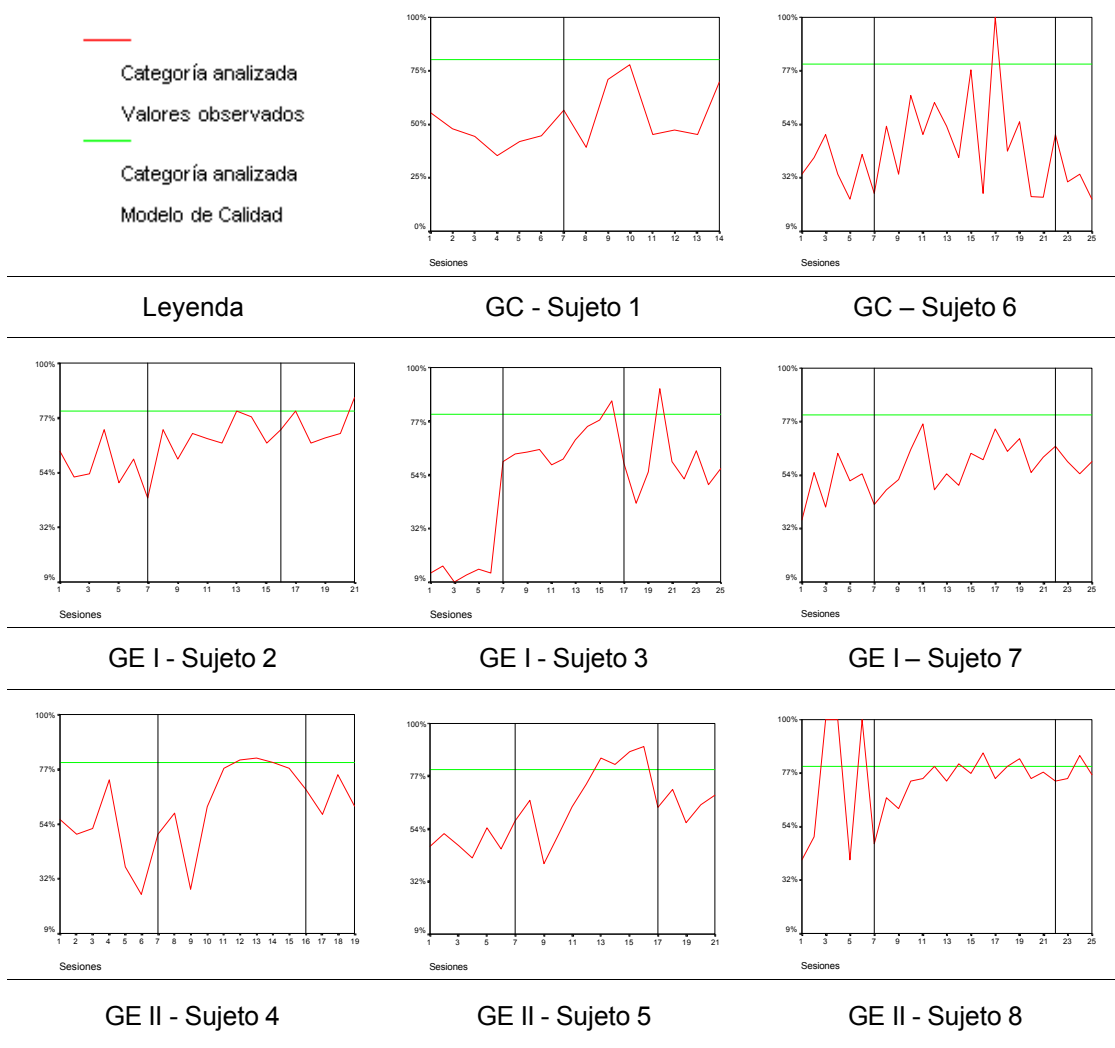 Categoría analizada
Valores observados
Categoría analizada
Modelo de Calidad
100%
75%
50%
25%
0%
1 2 3 4 5 6 7 8 9 10 11 12 13 14
Sesiones
100%
77%
54%
32%
9%
1 3 5 7 9 11 13 15 17 19 21 23 25
Sesiones
Leyenda
GC - Sujeto 1
GC – Sujeto 6
100%
77%
54%
32%
9%
1 3 5 7 9 11 13 15 17 19 21
Sesiones
100%
77%
54%
32%
9%
1 3 5 7 9 11 13 15 17 19 21 23 25
Sesiones
100%
77%
54%
32%
9%
1 3 5 7 9 11 13 15 17 19 21 23 25
Sesiones
GE I - Sujeto 2
GE I - Sujeto 3
GE I – Sujeto 7
100%
77%
54%
32%
9%
1 2 3 4 5 6 7 8 9 10 11 12 13 14 15 16 17 18 19
Sesiones
100%
77%
54%
32%
9%
1 3 5 7 9 11 13 15 17 19 21
Sesiones
100%
77%
54%
32%
9%
1 3 5 7 9 11 13 15 17 19 21 23 25
Sesiones
GE II - Sujeto 4
GE II - Sujeto 5
GE II - Sujeto 8